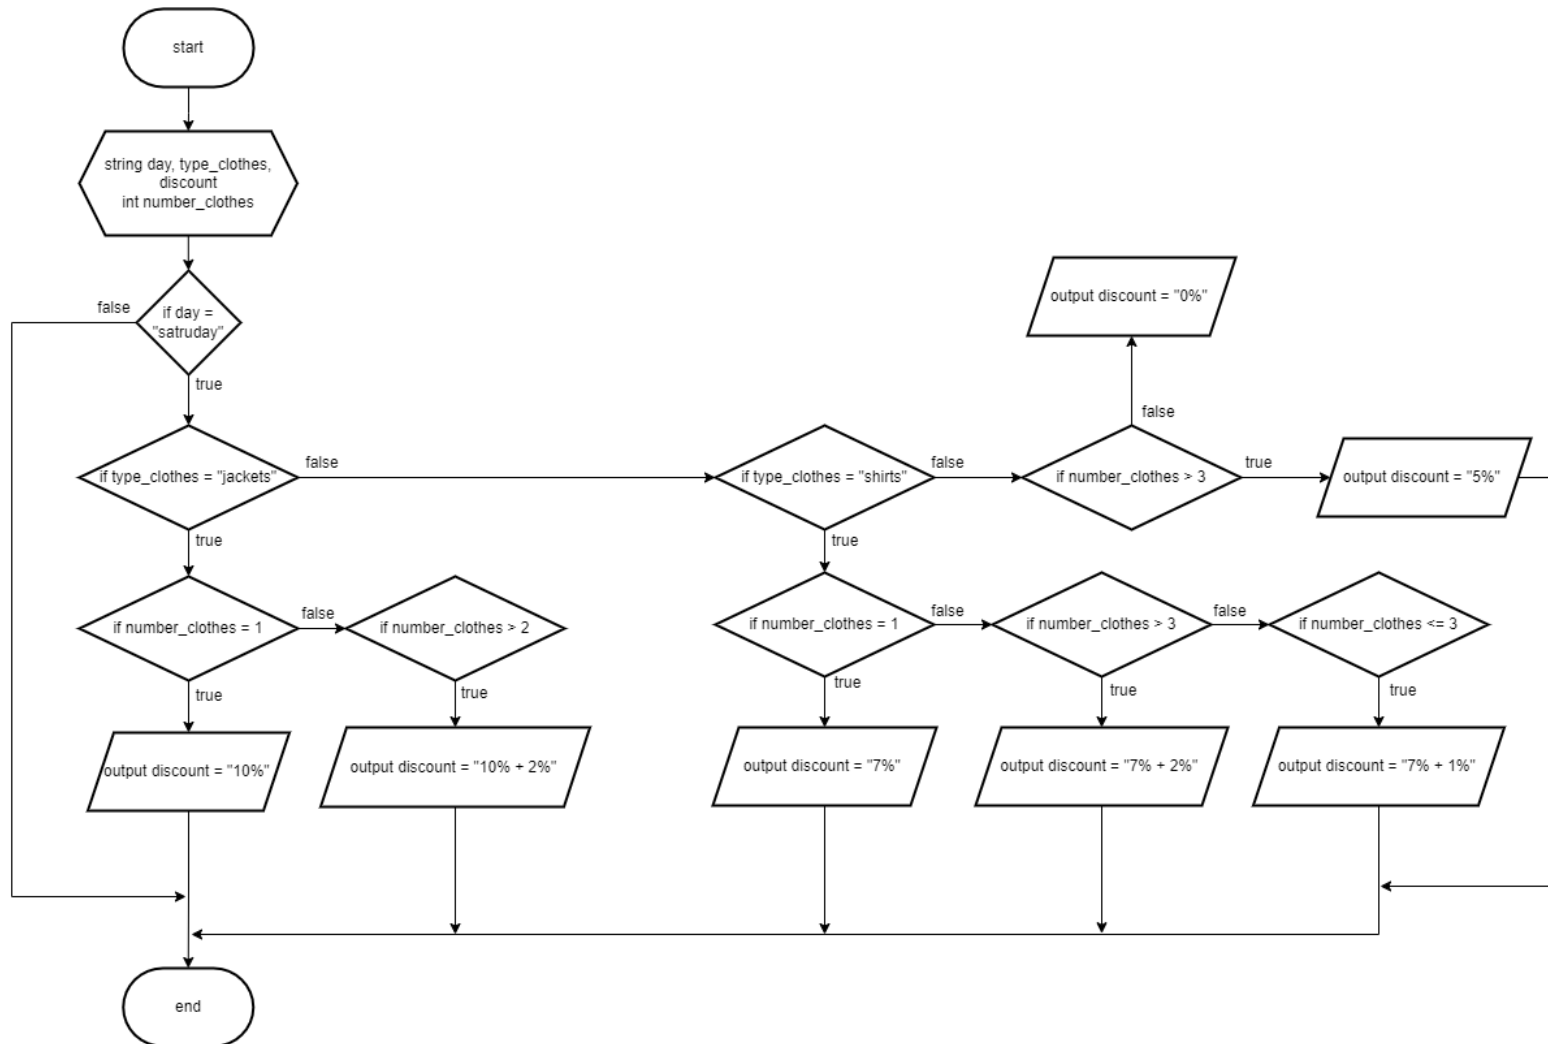 start
string day, type_clothes,
discount
int number_clothes
false
if day =
"satruday"
true
output discount = "0%"
false
if type_clothes = "jackets"
false
if type_clothes = "shirts"
false
if number_clothes > 3
true
output discount = "5%"
true
true
if number_clothes = 1
false
if number_clothes > 2
if number_clothes = 1
false
if number_clothes > 3
false
if number_clothes <= 3
true
true
true
true
true
output discount = "10%"
output discount = "10% + 2%"
output discount = "7%"
output discount = "7% + 2%"
output discount = "7% + 1%"
end